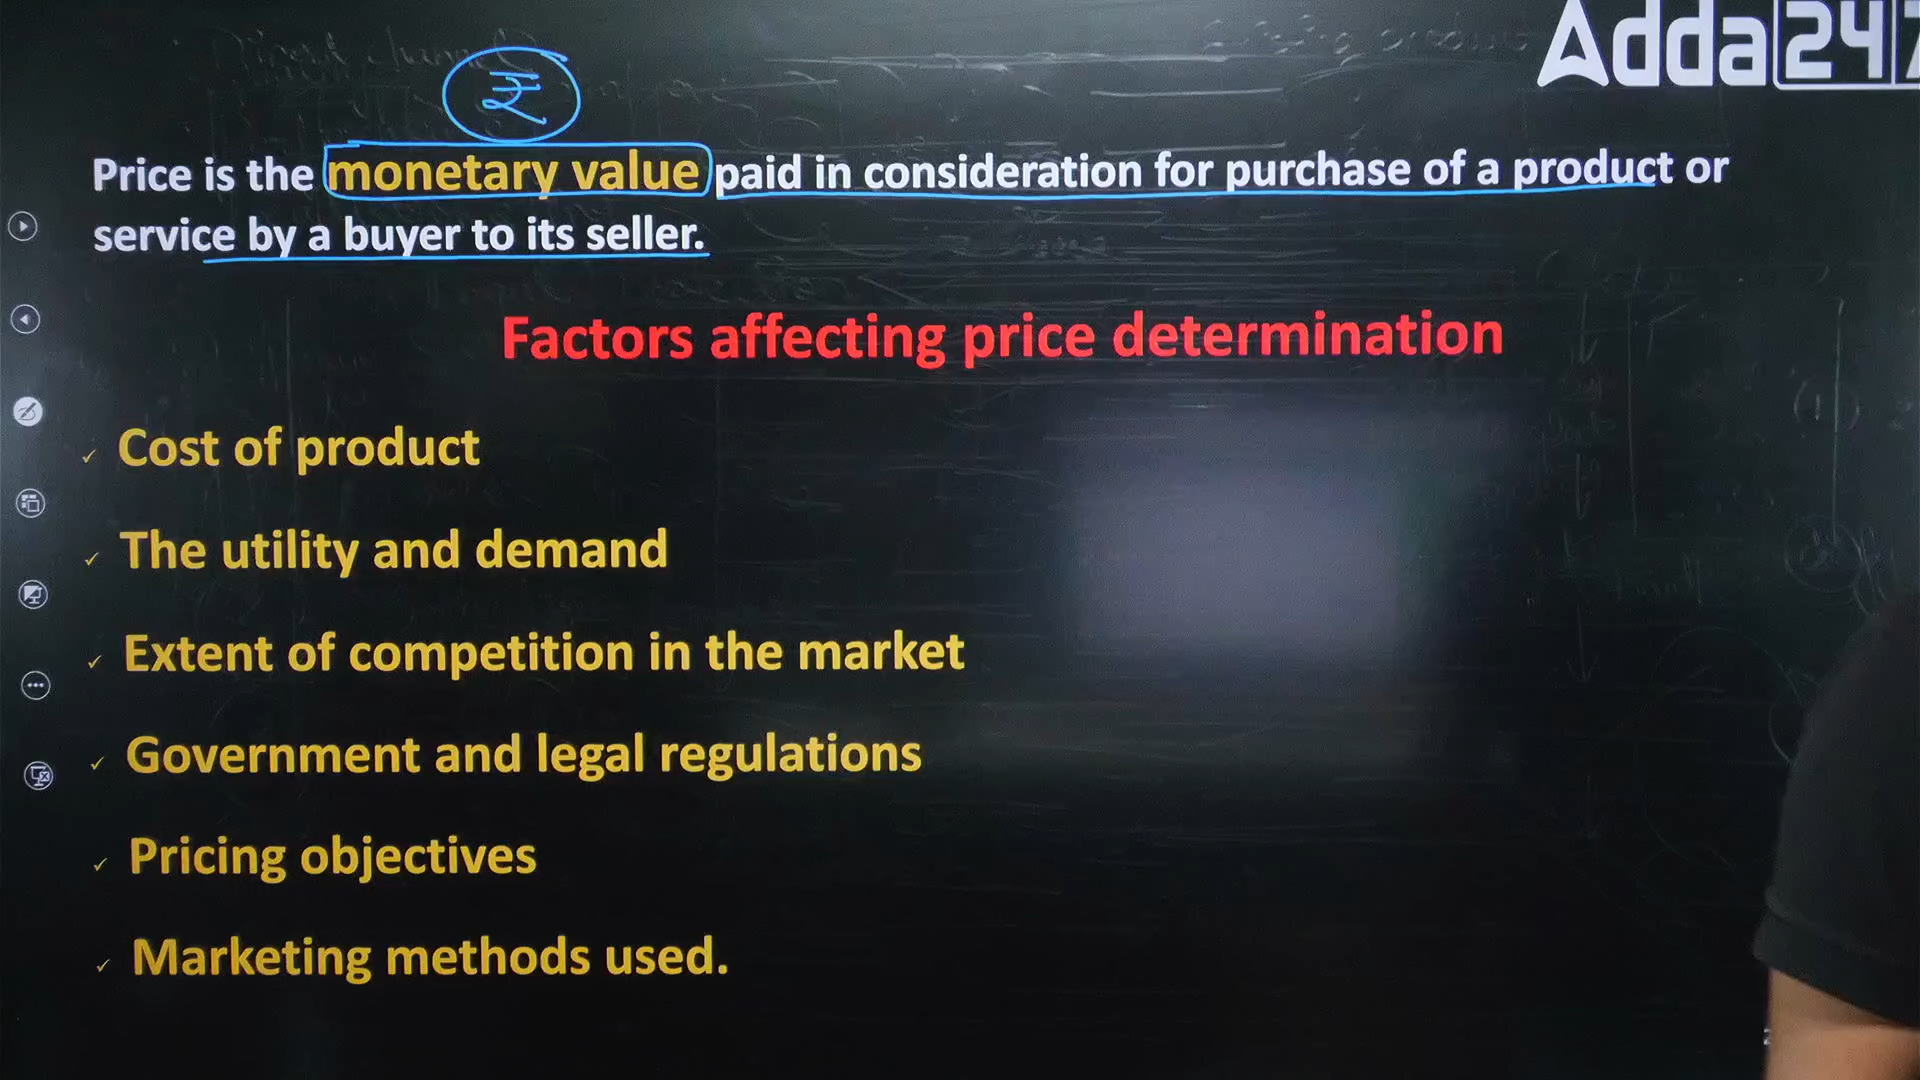 Adda247
₹
Price is the monetary value paid in consideration for purchase of a product or
service by a buyer to its seller.
Factors affecting price determination
✓ Cost of product
✓ The utility and demand
✓ Extent of competition in the market
✓ Government and legal regulations
✓ Pricing objectives
✓ Marketing methods used.